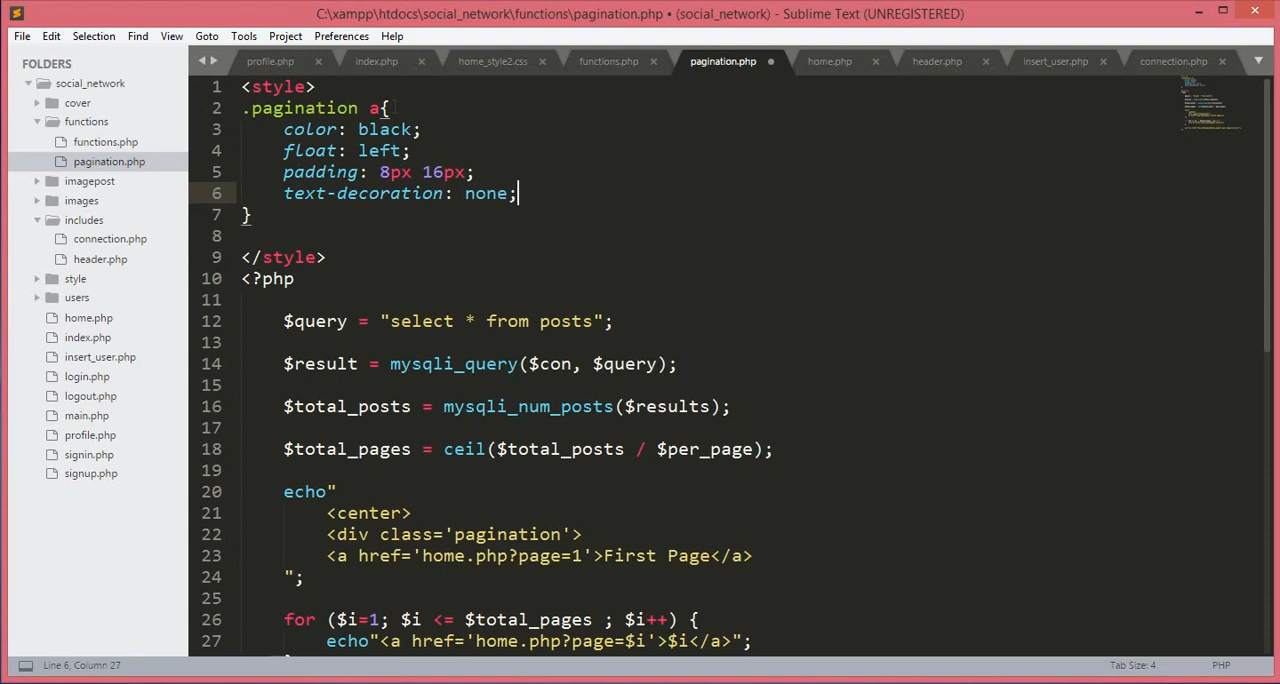 C:\xampp\htdocs\social_network\functions\pagination.php • (social_network) - Sublime Text (UNREGISTERED)
File Edit Selection Find View Goto Tools Project Preferences Help
FOLDERS
social_network
cover
functions
functions.php
pagination.php
imagepost
images
includes
connection.php
header.php
style
users
home.php
index.php
insert_user.php
login.php
logout.php
main.php
profile.php
signin.php
signup.php
profile.php index.php home_style2.css functions.php pagination.php home.php header.php insert_user.php connection.php
1 <style>
2 .pagination a{
3 color: black;
4 float: left;
5 padding: 8px 16px;
6 text-decoration: none;
7 }
8
9 </style>
10 <?php
11
12 $query = "select * from posts";
13
14 $result = mysqli_query($con, $query);
15
16 $total_posts = mysqli_num_posts($results);
17
18 $total_pages = ceil($total_posts / $per_page);
19
20 echo"
21 <center>
22 <div class='pagination'>
23 <a href='home.php?page=1'>First Page</a>
24 ";
25
26 for ($i=1; $i <= $total_pages ; $i++) {
27 echo"<a href='home.php?page=$i'>$i</a>";
Line 6, Column 27 Tab Size: 4 PHP